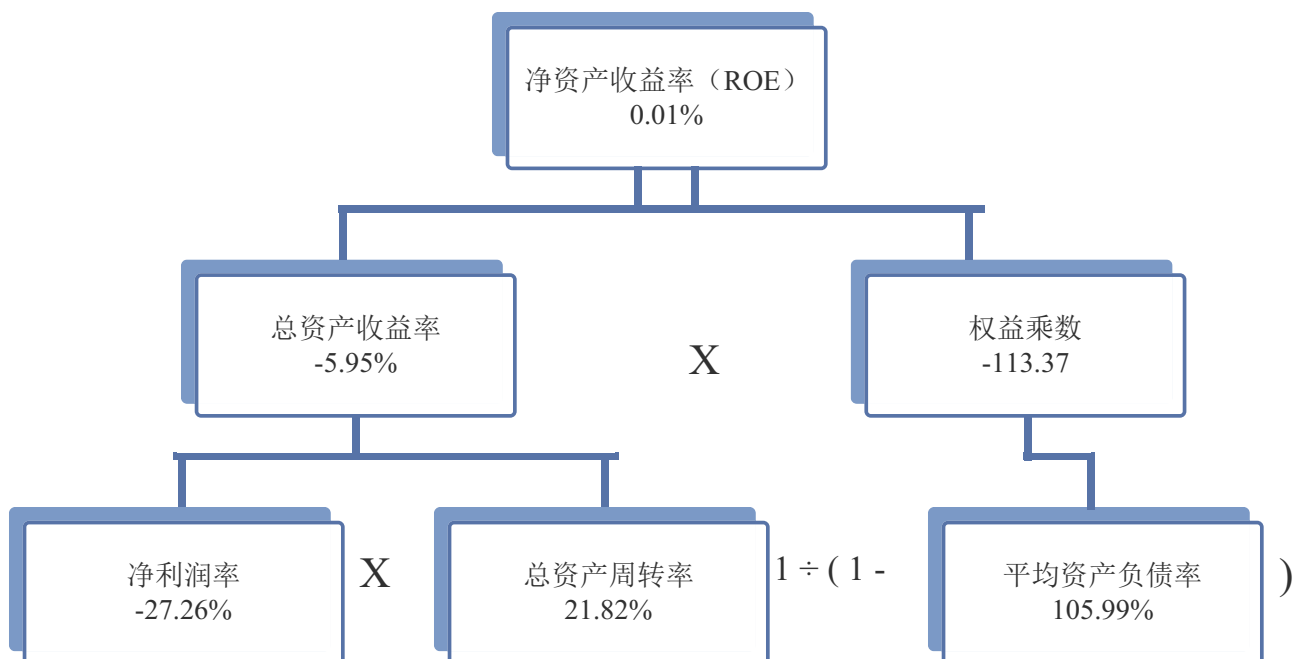 净资产收益率（ROE）
0.01%
总资产收益率
-5.95%
X
权益乘数
-113.37
净利润率
-27.26%
X
总资产周转率
21.82%
1 ÷ ( 1 -
平均资产负债率
105.99%
)